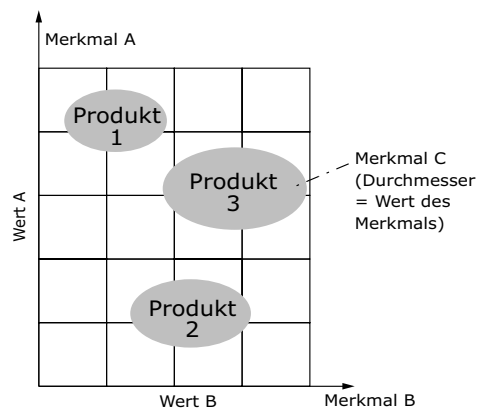 Merkmal A
Produkt
1
Produkt
3
Merkmal C
(Durchmesser
= Wert des
Merkmals)
Wert A
Produkt
2
Wert B
Merkmal B